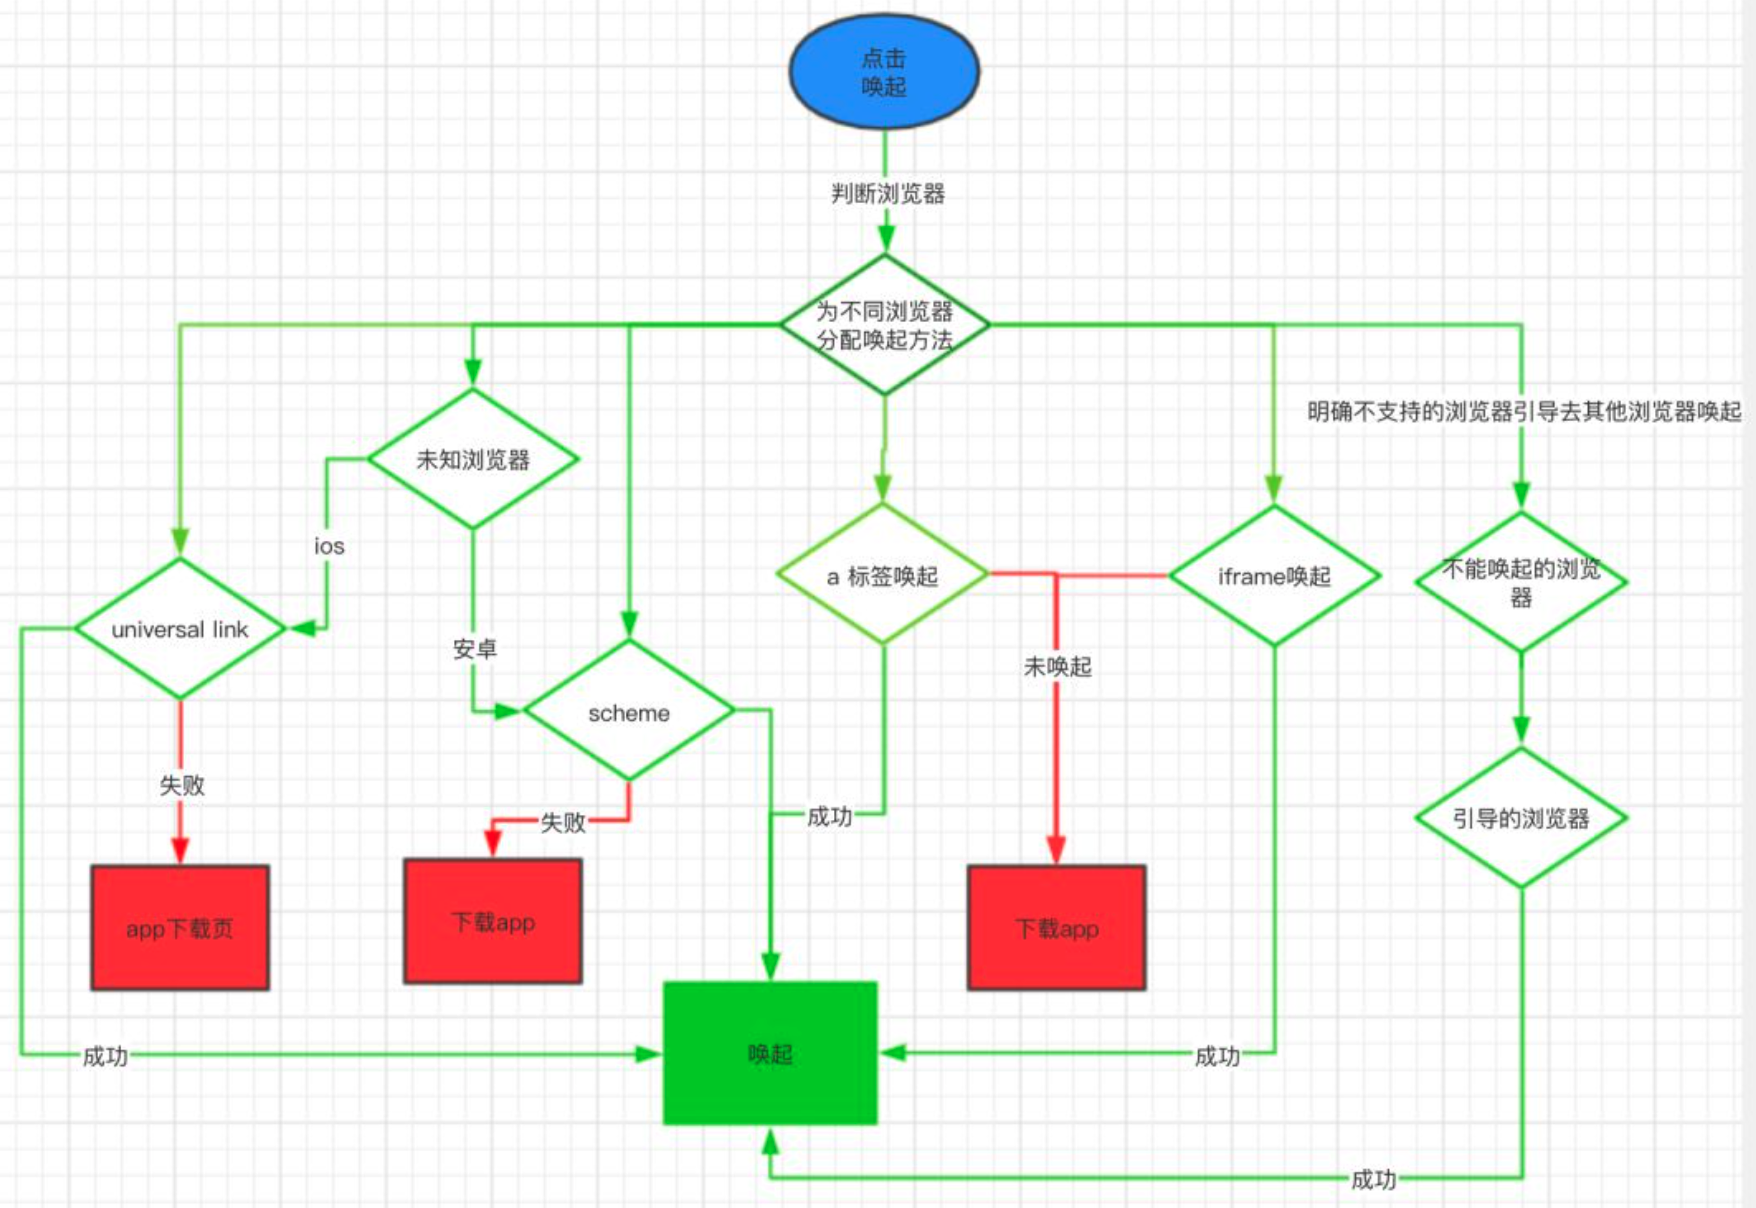 点击
唤起
判断浏览器
为不同浏览器
分配唤起方法
明确不支持的浏览器引导去其他浏览器唤起
未知浏览器
ios
a 标签唤起
iframe唤起
不能唤起的浏览
器
universal link
安卓
未唤起
scheme
失败
失败
成功
引导的浏览器
app下载页
下载app
下载app
成功
唤起
成功
成功